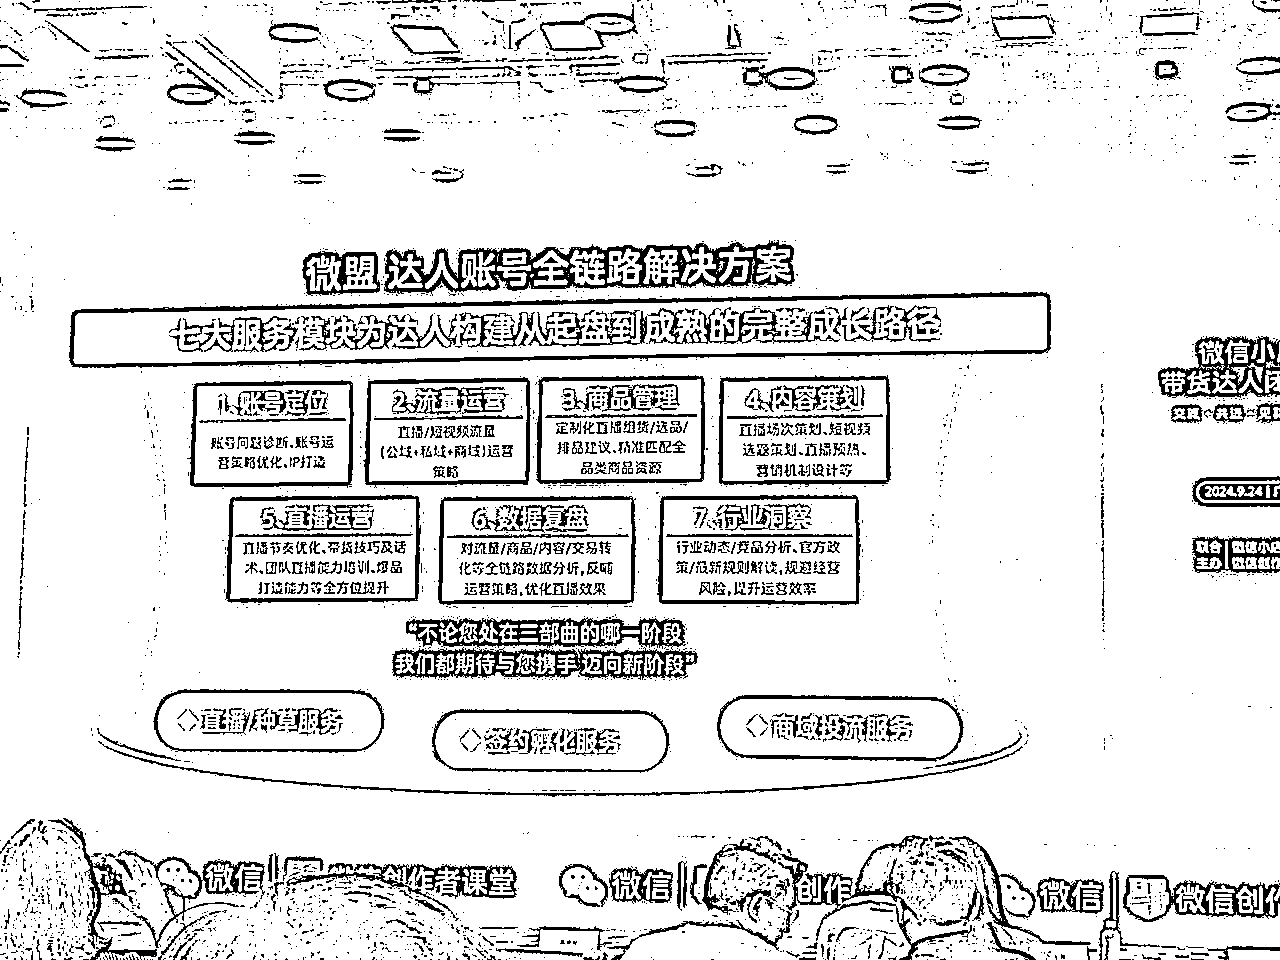 微盟 达人账号全链路解决方案
七大服务模块为达人构建从起盘到成熟的完整成长路径
1、账号定位
账号问题诊断、账号运
营策略优化、IP打造
2、流量运营
直播/短视频流量
(公域+私域+商域)运营
策略
3、商品管理
定制化直播组货/选品/
排品建议、精准匹配全
品类商品资源
4、内容策划
直播场次策划、短视频
选题策划、直播预热、
营销机制设计等
5、直播运营
直播节奏优化、带货技巧及话
术、团队直播能力培训、爆品
打造能力等全方位提升
6、数据复盘
对流量/商品/内容/交易转
化等全链路数据分析,反哺
运营策略,优化直播效果
7、行业洞察
行业动态/竞品分析、官方政
策/最新规则解读,规避经营
风险,提升运营效率
“不论您处在三部曲的哪一阶段
我们都期待与您携手 迈向新阶段”
◇直播/种草服务
◇签约孵化服务
◇商域投流服务
微信小
带货达人
2024.9.24
联合
主办
微信小
微信创作
微信
创作者课堂
微信
创作
微信
微信创作